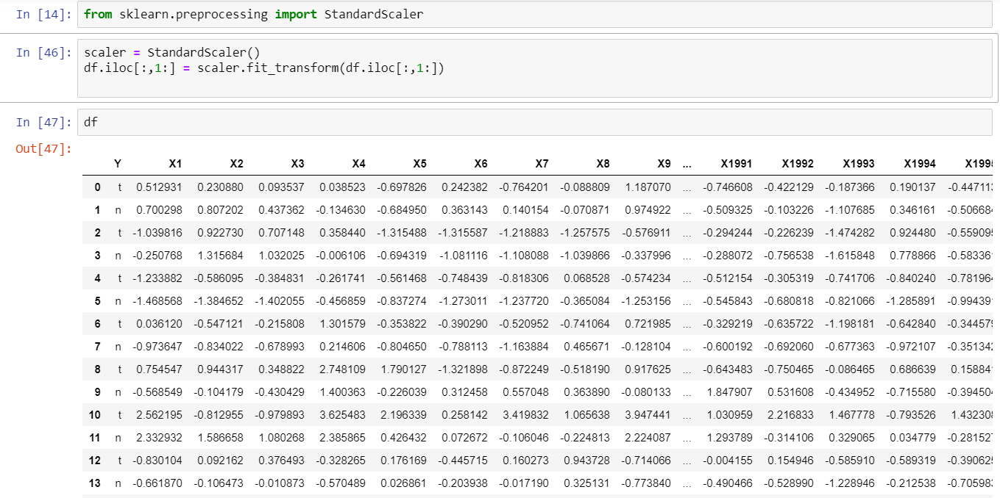 In [14]: from sklearn.preprocessing import StandardScaler
In [46]: scaler = StandardScaler()
df.iloc[:,1:] = scaler.fit_transform(df.iloc[:,1:])
In [47]: df
Out[47]:
Y X1 X2 X3 X4 X5 X6 X7 X8 X9 ... X1991 X1992 X1993 X1994 X199
0 t 0.512931 0.230880 0.093537 0.038523 -0.697826 0.242382 -0.764201 -0.088809 1.187070 ... -0.746608 -0.422129 -0.187366 0.190137 -0.44711
1 n 0.700298 0.807202 0.437362 -0.134630 -0.684950 0.363143 0.140154 -0.070871 0.974922 ... -0.509325 -0.103226 -1.107685 0.346161 -0.50668
2 t -1.039816 0.922730 0.707148 0.358440 -1.315488 -1.315587 -1.218883 -1.257575 -0.576911 ... -0.294244 -0.226239 -1.474282 0.924480 -0.55909
3 n -0.250768 1.315684 1.032025 -0.006106 -0.694319 -1.081116 -1.108088 -1.039866 -0.337996 ... -0.288072 -0.756538 -1.615848 0.778866 -0.58336
4 t -1.233882 -0.586095 -0.384831 -0.261741 -0.561468 -0.748439 -0.818306 0.068528 -0.574234 ... -0.512154 -0.305319 -0.741706 -0.840240 -0.78196
5 n -1.468568 -1.384652 -1.402055 -0.456859 -0.837274 -1.273011 -1.237720 -0.365084 -1.253156 ... -0.545843 -0.680818 -0.821066 -1.285891 -0.99439
6 t 0.036120 -0.547121 -0.215808 1.301579 -0.353822 -0.390290 -0.520952 -0.741064 0.721985 ... -0.329219 -0.635722 -1.198181 -0.642840 -0.34457
7 n -0.973647 -0.834022 -0.678993 0.214606 -0.804650 -0.788113 -1.163884 0.465671 -0.128104 ... -0.600192 -0.692060 -0.677363 -0.972107 -0.35134
8 t 0.754547 0.944317 0.348822 2.748109 1.790127 -1.321898 -0.872249 -0.518190 0.917625 ... -0.643483 -0.750465 -0.086465 0.686639 0.15884
9 n -0.568549 -0.104179 -0.430429 1.400363 -0.226039 0.312458 0.557048 0.363890 -0.080133 ... 1.847907 0.531608 -0.434952 -0.715580 -0.39450
10 t 2.562195 -0.812955 -0.979893 3.625483 2.196339 0.258142 3.419832 1.065638 3.947441 ... 1.030959 2.216833 1.467778 -0.793526 1.43230
11 n 2.332932 1.586658 1.080268 2.385865 0.426432 0.072672 -0.106046 -0.224813 2.224087 ... 1.293789 -0.314106 0.329065 0.034779 -0.28152
12 t -0.830104 0.092162 0.376493 -0.328265 0.176169 -0.445715 0.160273 0.943728 -0.714066 ... -0.004155 0.154946 -0.585910 -0.589319 -0.39062
13 n -0.661870 -0.106473 -0.010873 -0.570489 0.026861 -0.203938 -0.017190 0.325131 -0.773840 ... -0.490466 -0.528990 -1.228946 -0.212538 -0.70598